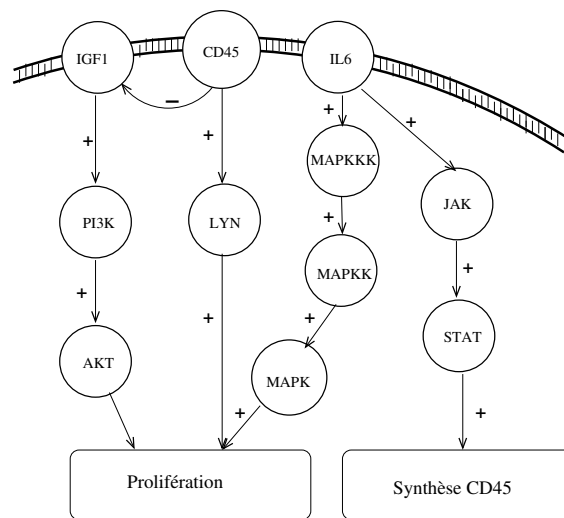 IGF1
CD45
IL6
−
+
+
+
+
MAPKKK
+
PI3K
LYN
JAK
MAPKK
+
+
+
+
+
AKT
MAPK
STAT
+
+
Prolifération
Synthèse CD45